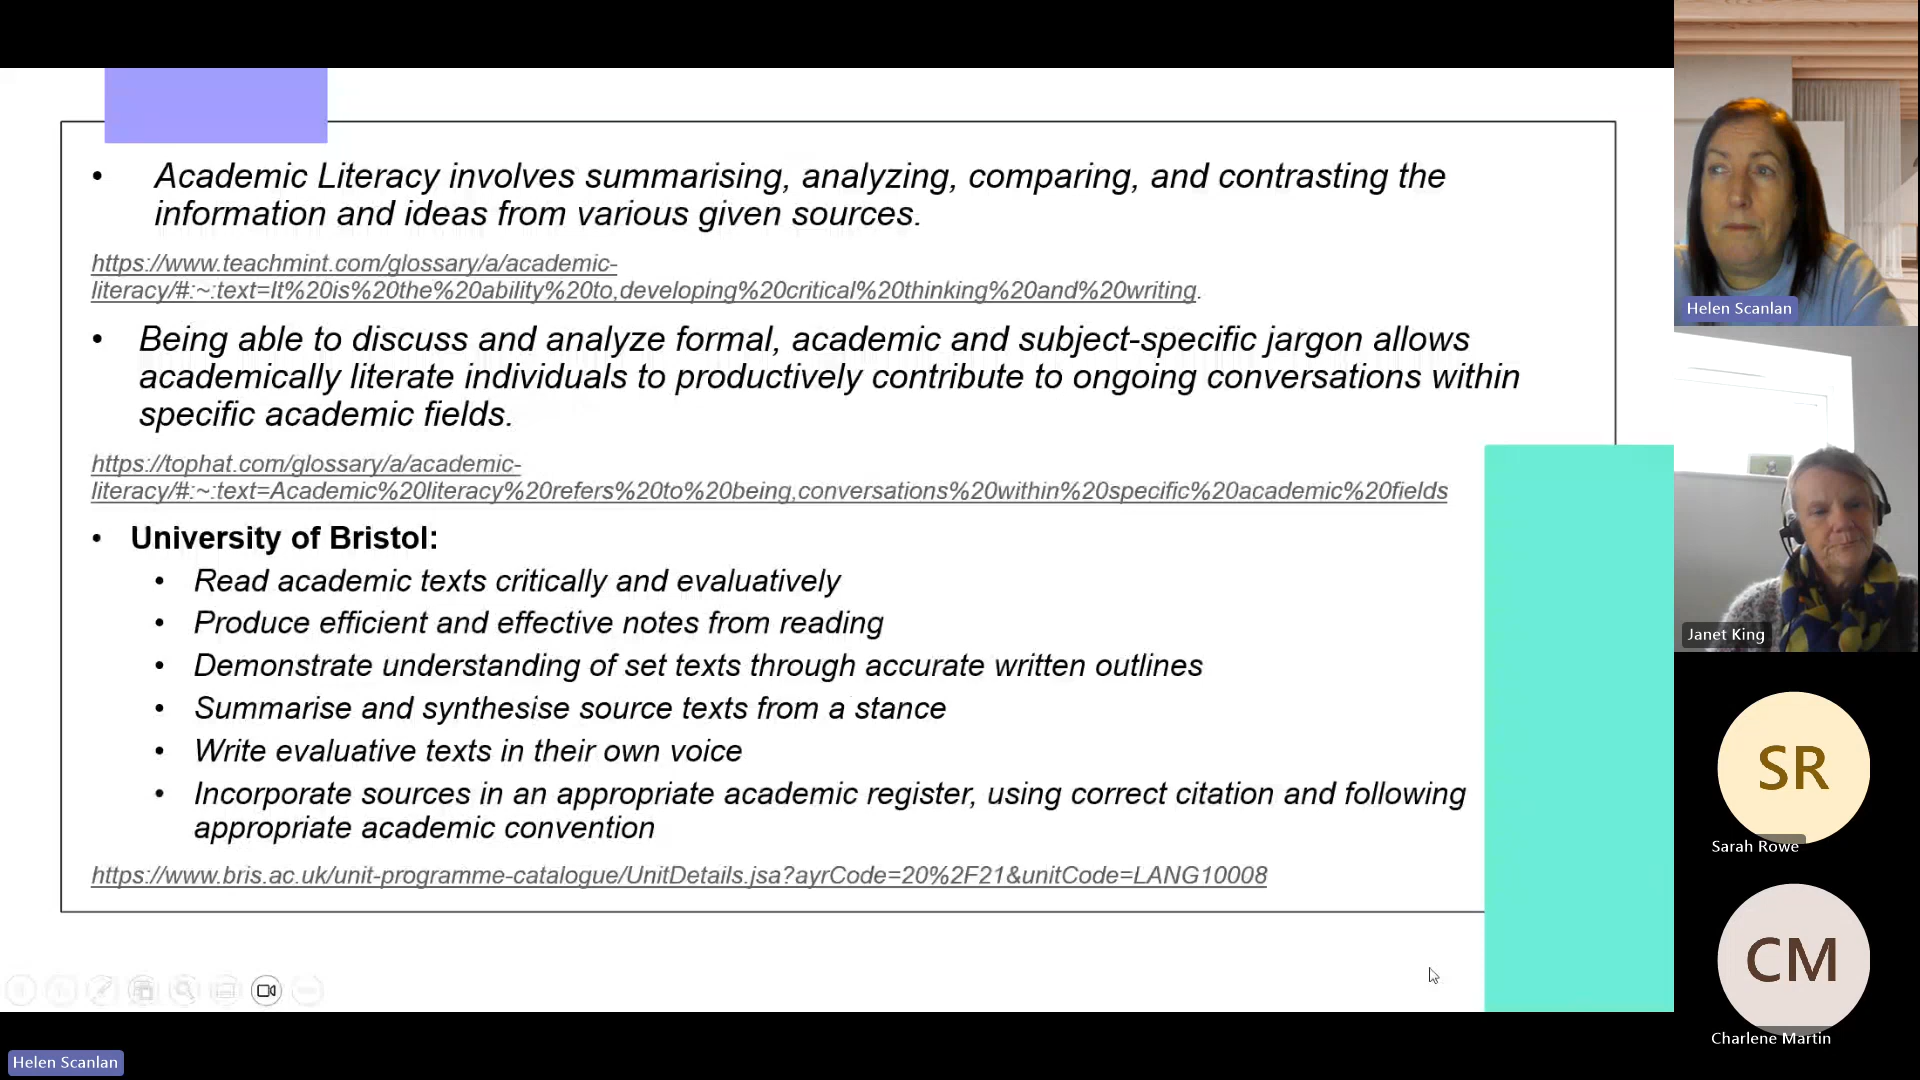 • Academic Literacy involves summarising, analyzing, comparing, and contrasting the
information and ideas from various given sources.
https://www.teachmint.com/glossary/a/academic-
literacy/#:~:text=It%20is%20the%20ability%20to,developing%20critical%20thinking%20and%20writing.
• Being able to discuss and analyze formal, academic and subject-specific jargon allows
academically literate individuals to productively contribute to ongoing conversations within
specific academic fields.
https://tophat.com/glossary/a/academic-
literacy/#:~:text=Academic%20literacy%20refers%20to%20being,conversations%20within%20specific%20academic%20fields
• University of Bristol:
• Read academic texts critically and evaluatively
• Produce efficient and effective notes from reading
• Demonstrate understanding of set texts through accurate written outlines
• Summarise and synthesise source texts from a stance
• Write evaluative texts in their own voice
• Incorporate sources in an appropriate academic register, using correct citation and following
appropriate academic convention
https://www.bris.ac.uk/unit-programme-catalogue/UnitDetails.jsa?ayrCode=20%2F21&unitCode=LANG10008
Helen Scanlan
Janet King
SR
Sarah Rowe
CM
Charlene Martin
Helen Scanlan